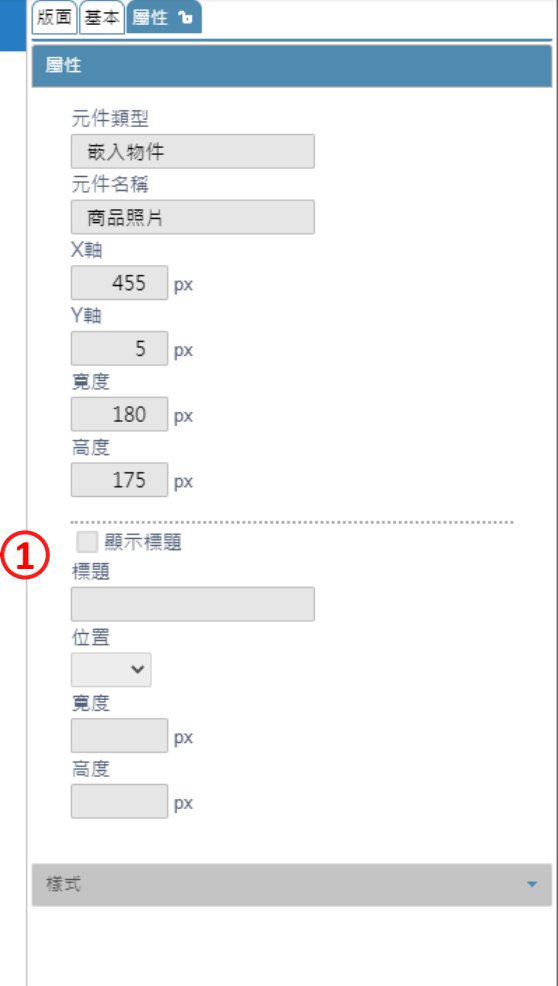 版面 基本 屬性
屬性
元件類型
嵌入物件
元件名稱
商品照片
X軸
455 px
Y軸
5 px
寬度
180 px
高度
175 px
1 顯示標題
標題
位置
寬度
px
高度
px
樣式